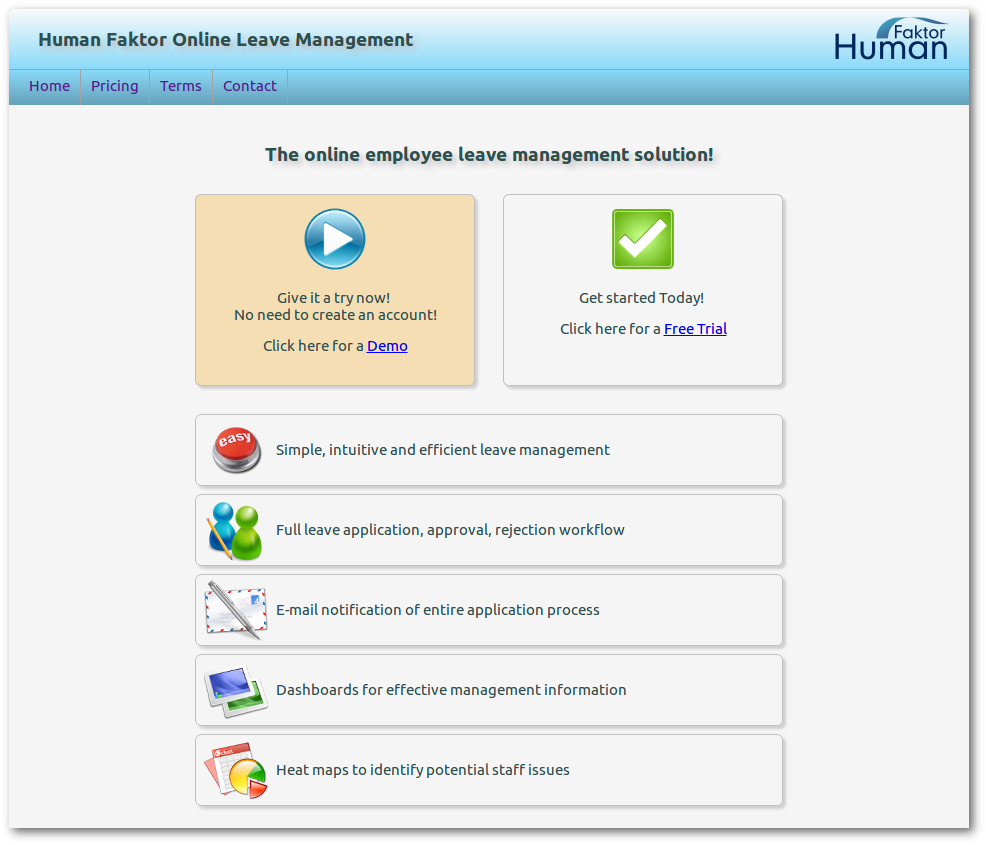 Human Faktor Online Leave Management
Faktor
Human
Home Pricing Terms Contact
The online employee leave management solution!
Give it a try now!
No need to create an account!
Click here for a Demo
Get started Today!
Click here for a Free Trial
easy
Simple, intuitive and efficient leave management
Full leave application, approval, rejection workflow
E-mail notification of entire application process
Dashboards for effective management information
Heat maps to identify potential staff issues